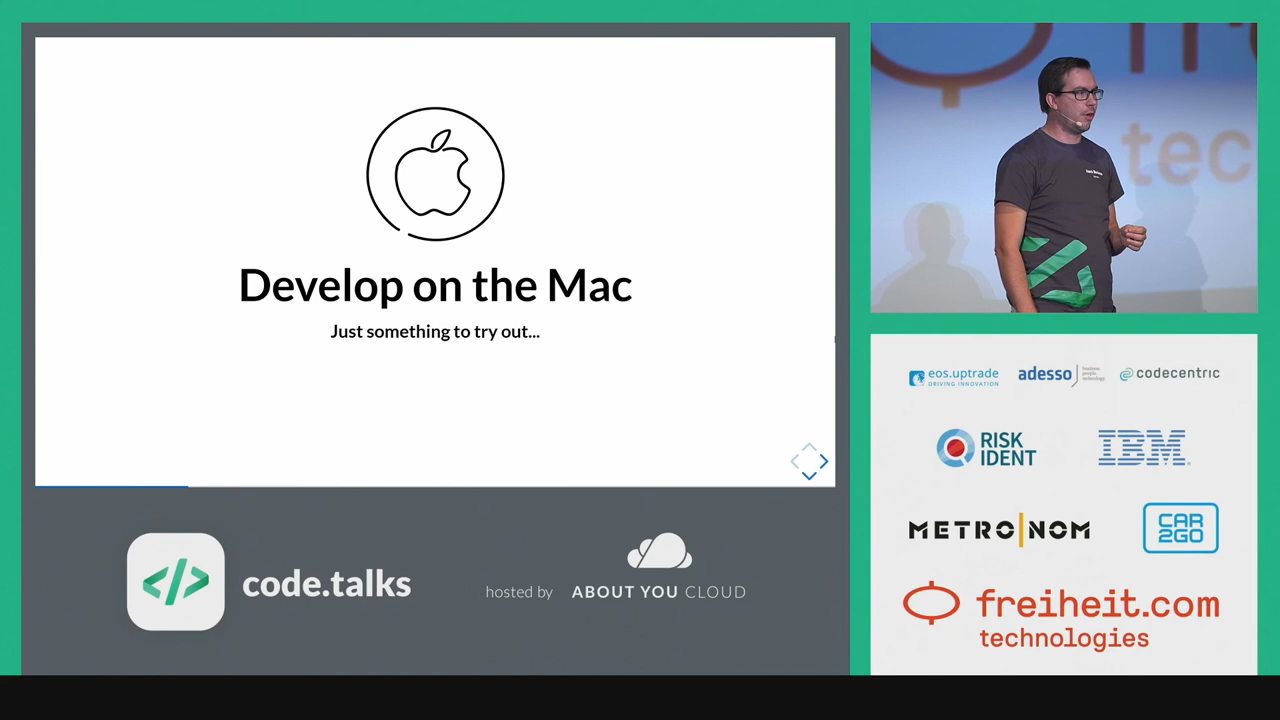 Develop on the Mac
Just something to try out...
</>
code.talks
hosted by
ABOUT YOU CLOUD
tec
eos.uptrade
DRIVING INNOVATION
adesso
codecentric
RISK
IDENT
IBM
METRO|NOM
CAR
2GO
freiheit.com
technologies